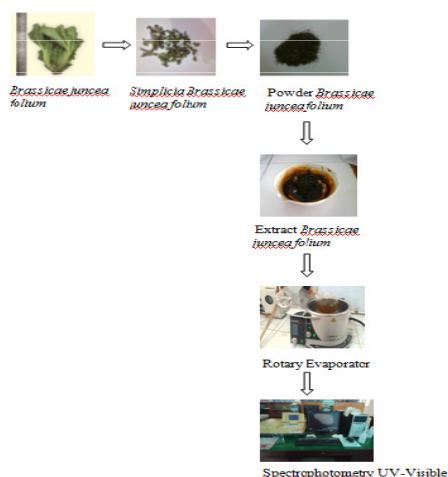 Brassicae juncea
folium
Simplicia Brassicae
juncea folium
Powder Brassicae
juncea folium
Extract Brassicae
juncea folium
Rotary Evaporator
Spectrophotometry UV-Visible